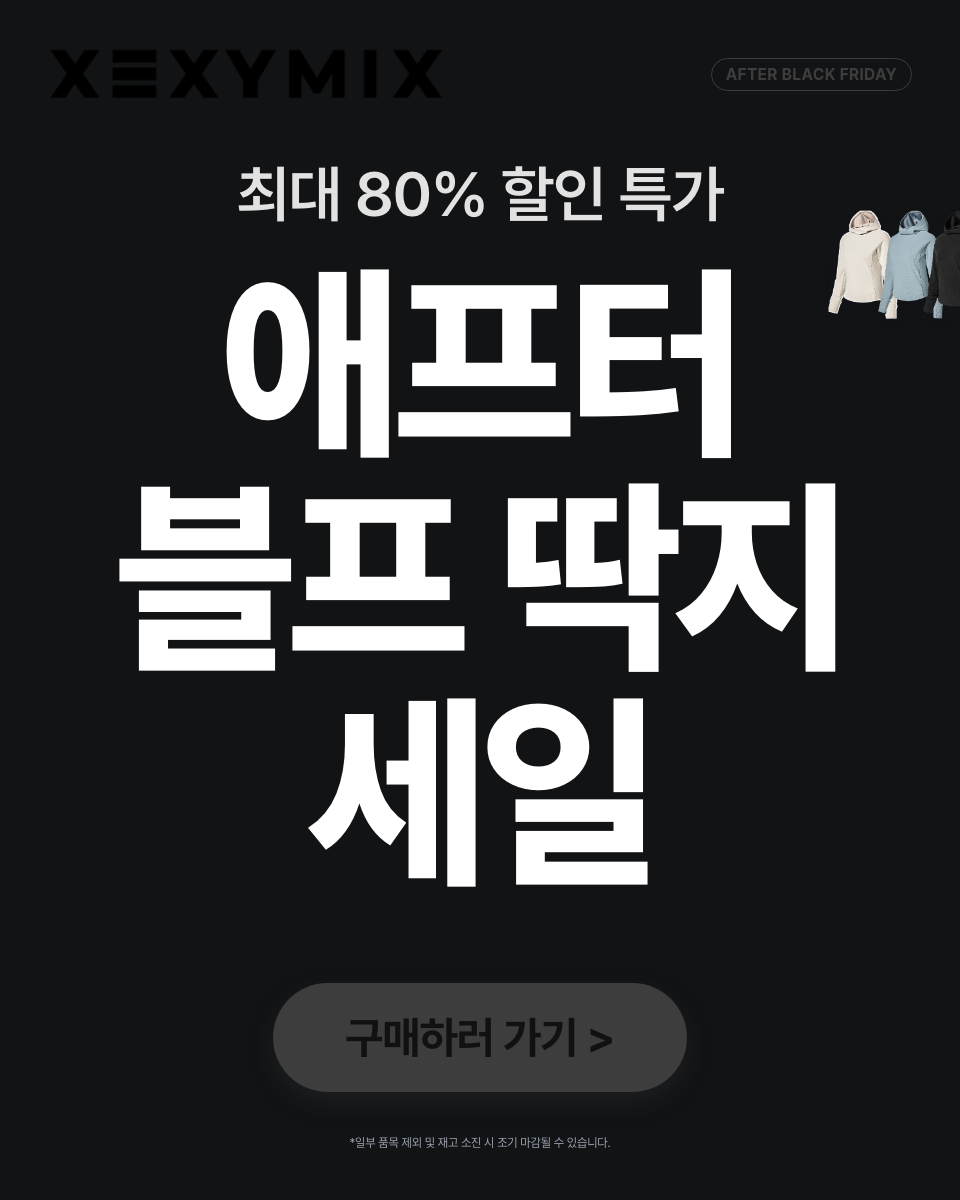 XEXYMIX
AFTER BLACK FRIDAY
최대 80% 할인 특가
애프터
블프 딱지
세일
구매하러 가기 >
*일부 품목 제외 및 재고 소진 시 조기 마감될 수 있습니다.